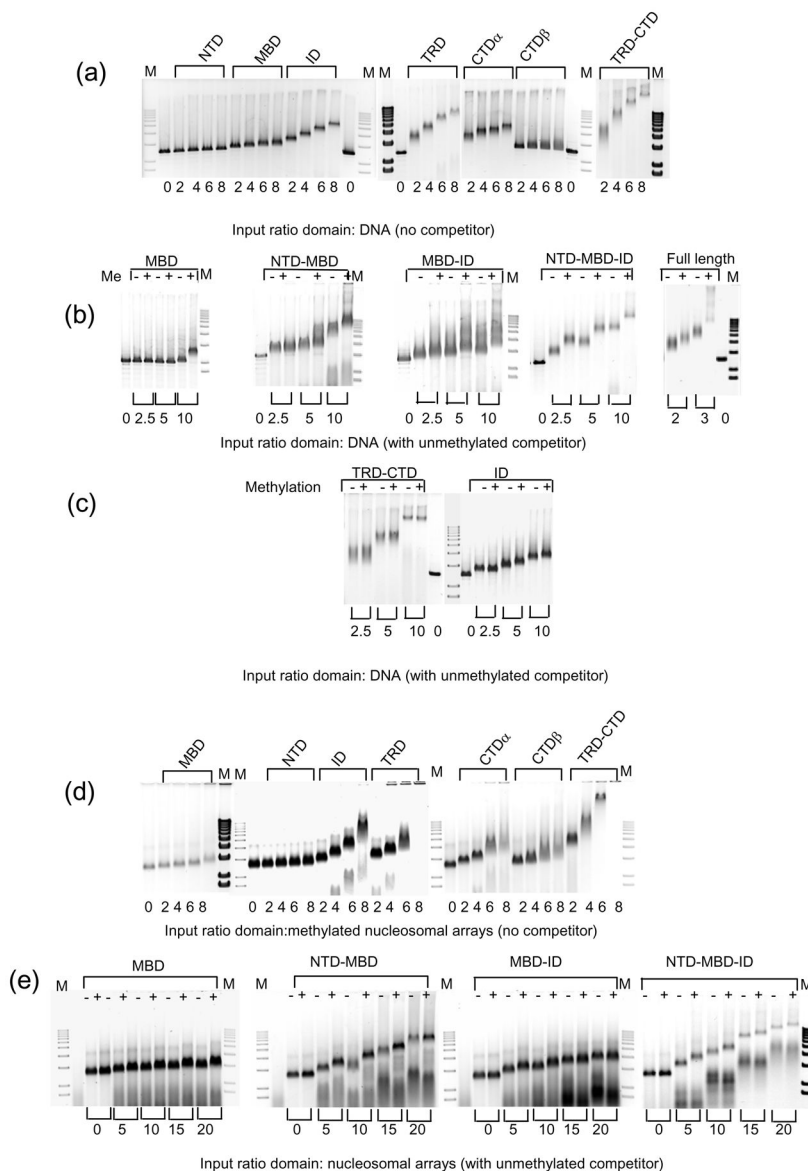 (a)
M NTD MBD ID M TRD CTDα CTDβ TRD-CTD M
0 2 4 6 8 2 4 6 8 2 4 6 8 0 0 2 4 6 8 2 4 6 8 2 4 6 8 0 2 4 6 8
Input ratio domain: DNA (no competitor)
(b)
MBD NTD-MBD MBD-ID NTD-MBD-ID Full length
Me - + - + - + M - + - + - + M - + - + - + M - + - + - + - + - + M
0 2.5 5 10 0 2.5 5 10 0 2.5 5 10 0 2.5 5 10 2 3 0
Input ratio domain: DNA (with unmethylated competitor)
(c)
TRD-CTD ID
Methylation - + - + - + - + - + - +
2.5 5 10 0 0 2.5 5 10
Input ratio domain: DNA (with unmethylated competitor)
(d)
MBD M M NTD ID TRD M CTDα CTDβ TRD-CTD M
0 2 4 6 8 0 2 4 6 8 2 4 6 8 2 4 6 8 0 2 4 6 8 2 4 6 8 2 4 6 8
Input ratio domain:methylated nucleosomal arrays (no competitor)
(e)
MBD NTD-MBD MBD-ID NTD-MBD-ID
M M M M M
- + - + - + - + - + - + - + - + - + - + - + - + - + - + - + - + - + - + - + - +
0 5 10 15 20 0 5 10 15 20 0 5 10 15 20 0 5 10 15 20
Input ratio domain: nucleosomal arrays (with unmethylated competitor)